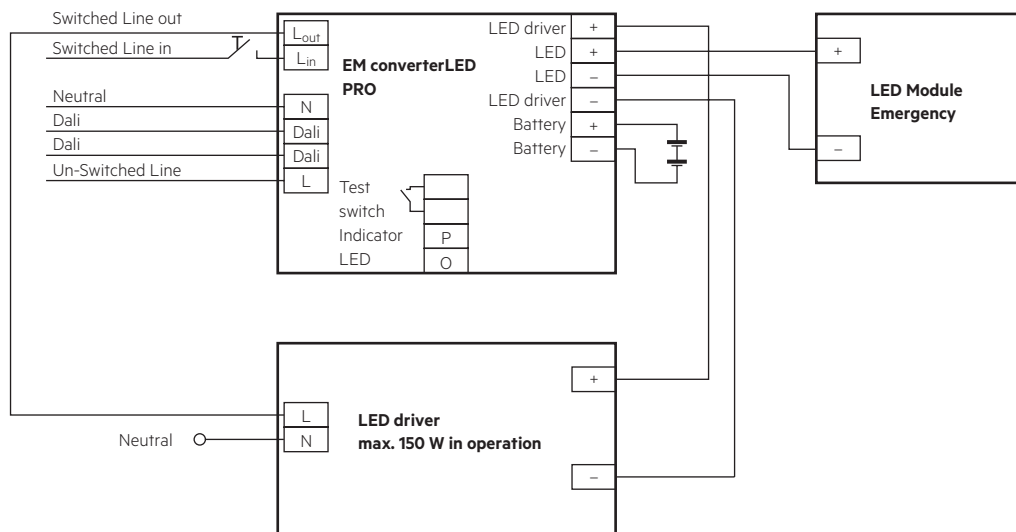 Switched Line out
Switched Line in
Neutral
Dali
Dali
Un-Switched Line
Lout
Lin
N
Dali
Dali
L
EM converterLED
PRO
Test
switch
Indicator
LED
P
O
LED driver +
LED +
LED –
LED driver –
Battery +
Battery –
+
–
LED Module
Emergency
Neutral
L
N
LED driver
max. 150 W in operation
+
–